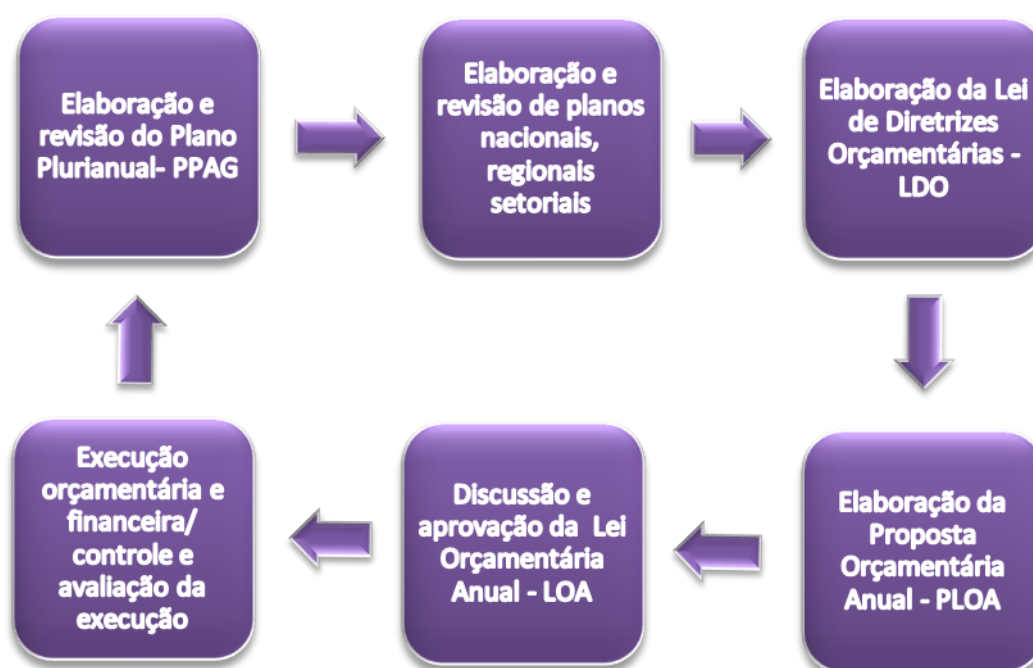 Elaboração e
revisão do Plano
Plurianual- PPAG
Elaboração e
revisão de planos
nacionais,
regionais
setoriais
Elaboração da Lei
de Diretrizes
Orçamentárias -
LDO
Elaboração da
Proposta
Orçamentária
Anual - PLOA
Discussão e
aprovação da Lei
Orçamentária
Anual - LOA
Execução
orçamentária e
financeira/
controle e
avaliação da
execução